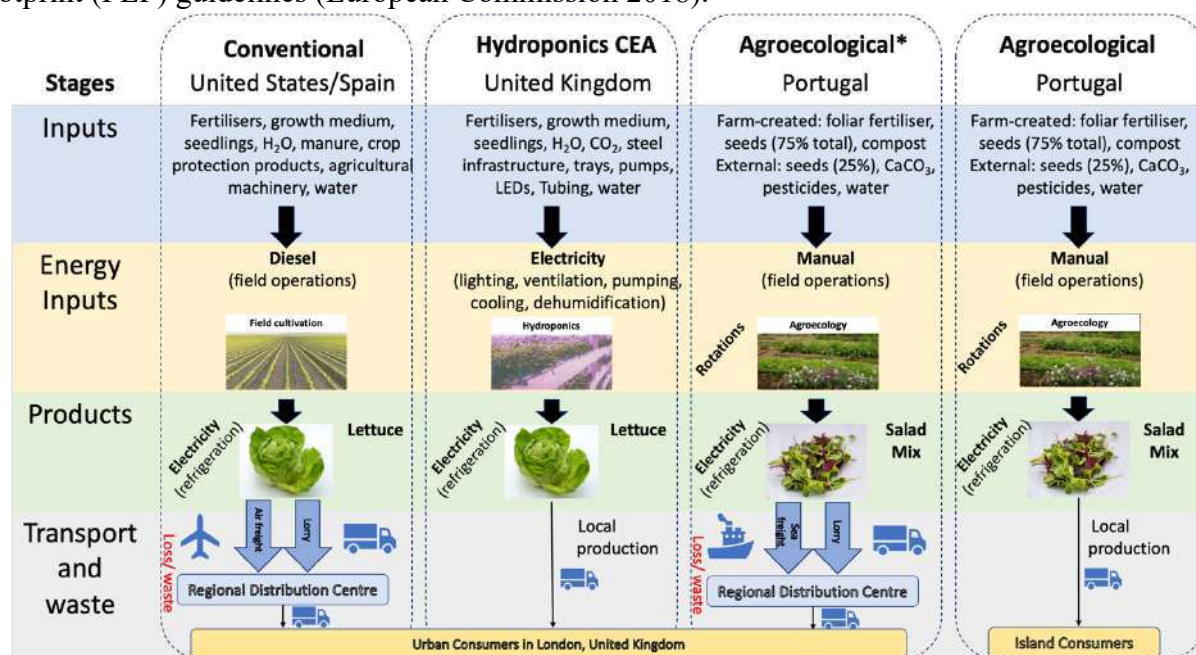 otprint (PEF) guidelines (European Commission 2018).
Stages
Conventional
United States/Spain
Hydroponics CEA
United Kingdom
Agroecological*
Portugal
Agroecological
Portugal
Inputs
Fertilisers, growth medium,
seedlings, H₂O, manure, crop
protection products, agricultural
machinery, water
Fertilisers, growth medium,
seedlings, H₂O, CO₂, steel
infrastructure, trays, pumps,
LEDs, Tubing, water
Farm-created: foliar fertiliser,
seeds (75% total), compost
External: seeds (25%), CaCO₃,
pesticides, water
Farm-created: foliar fertiliser,
seeds (75% total), compost
External: seeds (25%), CaCO₃,
pesticides, water
Energy
Inputs
Diesel
(field operations)
Field cultivation
Electricity
(lighting, ventilation, pumping,
cooling, dehumidification)
Hydroponics
Manual
(field operations)
Rotations
Agroecology
Manual
(field operations)
Rotations
Agroecology
Products
Electricity
(refrigeration)
Lettuce
Electricity
(refrigeration)
Lettuce
Electricity
(refrigeration)
Salad
Mix
Electricity
(refrigeration)
Salad
Mix
Transport
and
waste
Loss/ waste
Air freight
Lorry
Regional Distribution Centre
Local
production
Loss/ waste
Sea
freight
Lorry
Regional Distribution Centre
Local
production
Urban Consumers in London, United Kingdom
Island Consumers